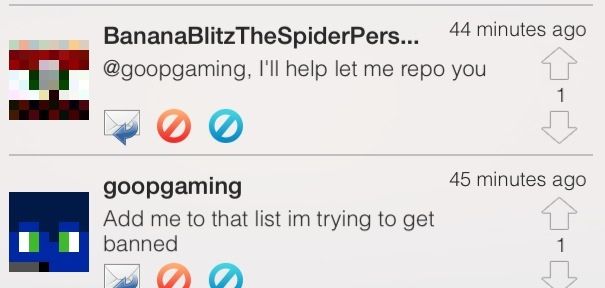 BananaBlitzTheSpiderPers...
44 minutes ago
@goopgaming, I'll help let me repo you
1
goopgaming
45 minutes ago
Add me to that list im trying to get
banned
1